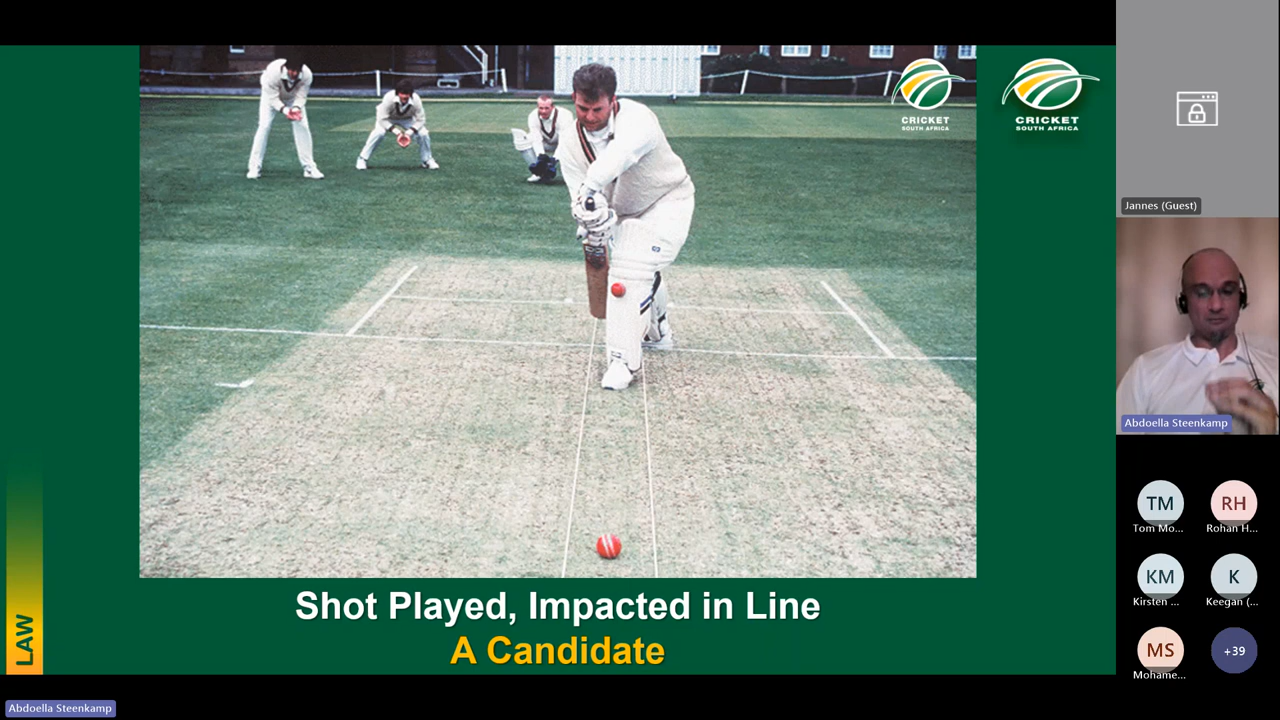 CRICKET
SOUTH AFRICA
CRICKET
SOUTH AFRICA
Shot Played, Impacted in Line
A Candidate
LAW
Abdoella Steenkamp
Jannes (Guest)
Abdoella Steenkamp
TM
RH
Tom Mo...
Rohan H...
KM
K
Kirsten ...
Keegan (...
MS
+39
Mohame...